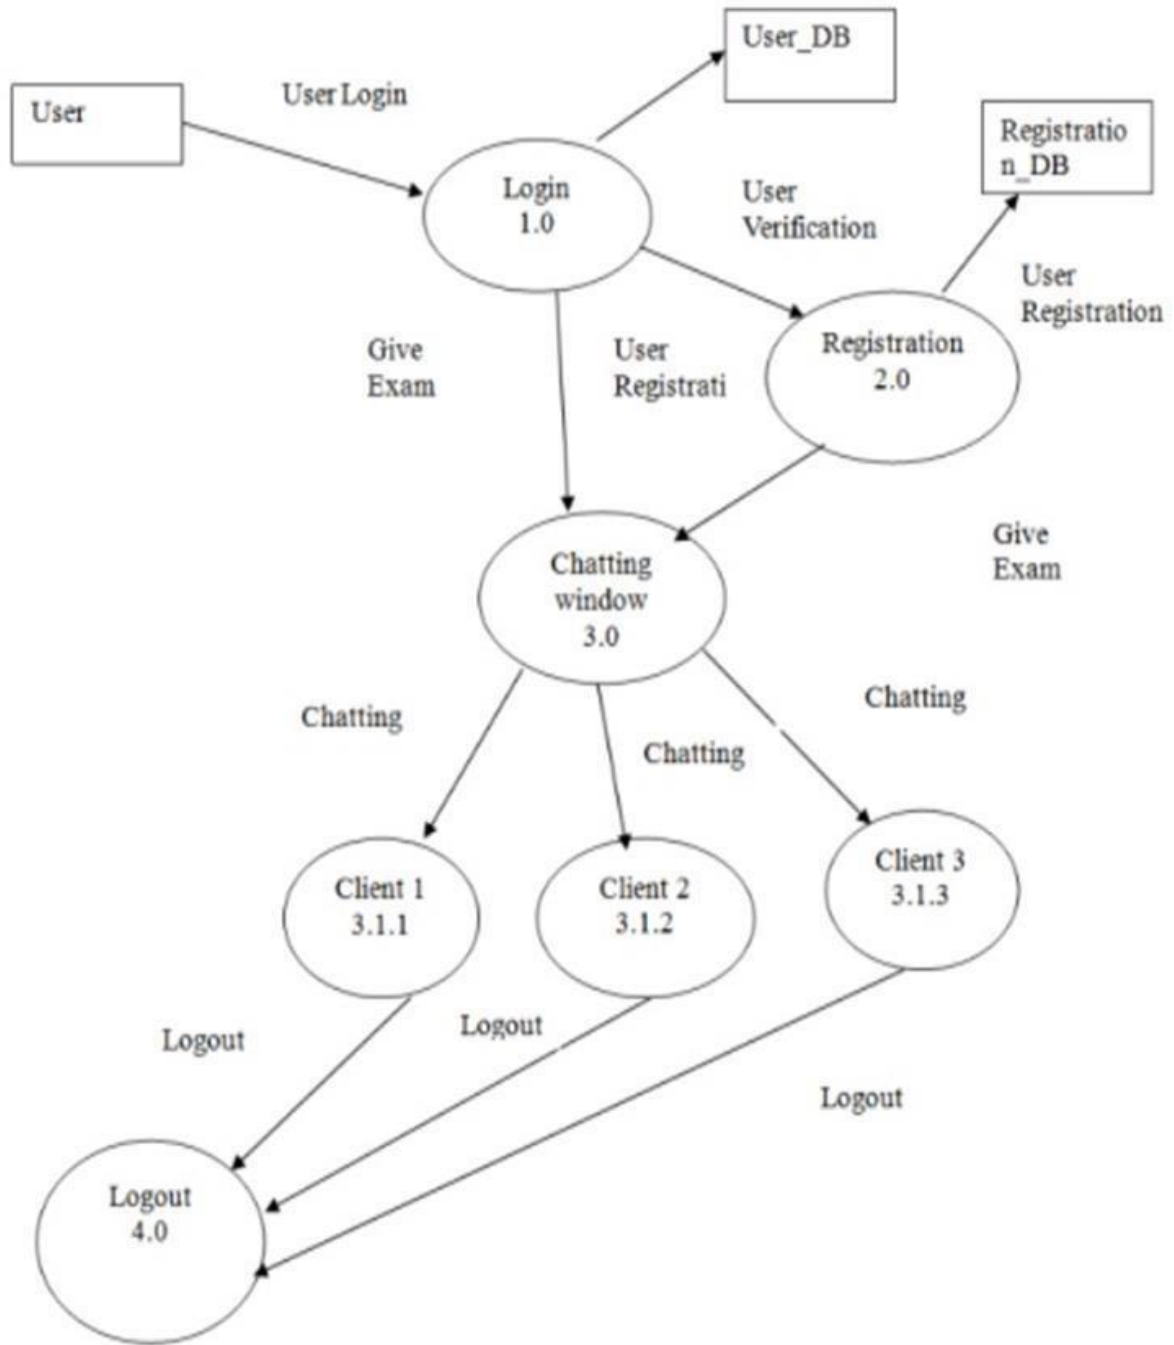 User_DB
User Login
User
Registratio
n_DB
Login
1.0
User
Verification
User
Registration
Give
Exam
User
Registrati
Registration
2.0
Give
Exam
Chatting
window
3.0
Chatting
Chatting
Chatting
Client 1
3.1.1
Client 2
3.1.2
Client 3
3.1.3
Logout
Logout
Logout
Logout
4.0